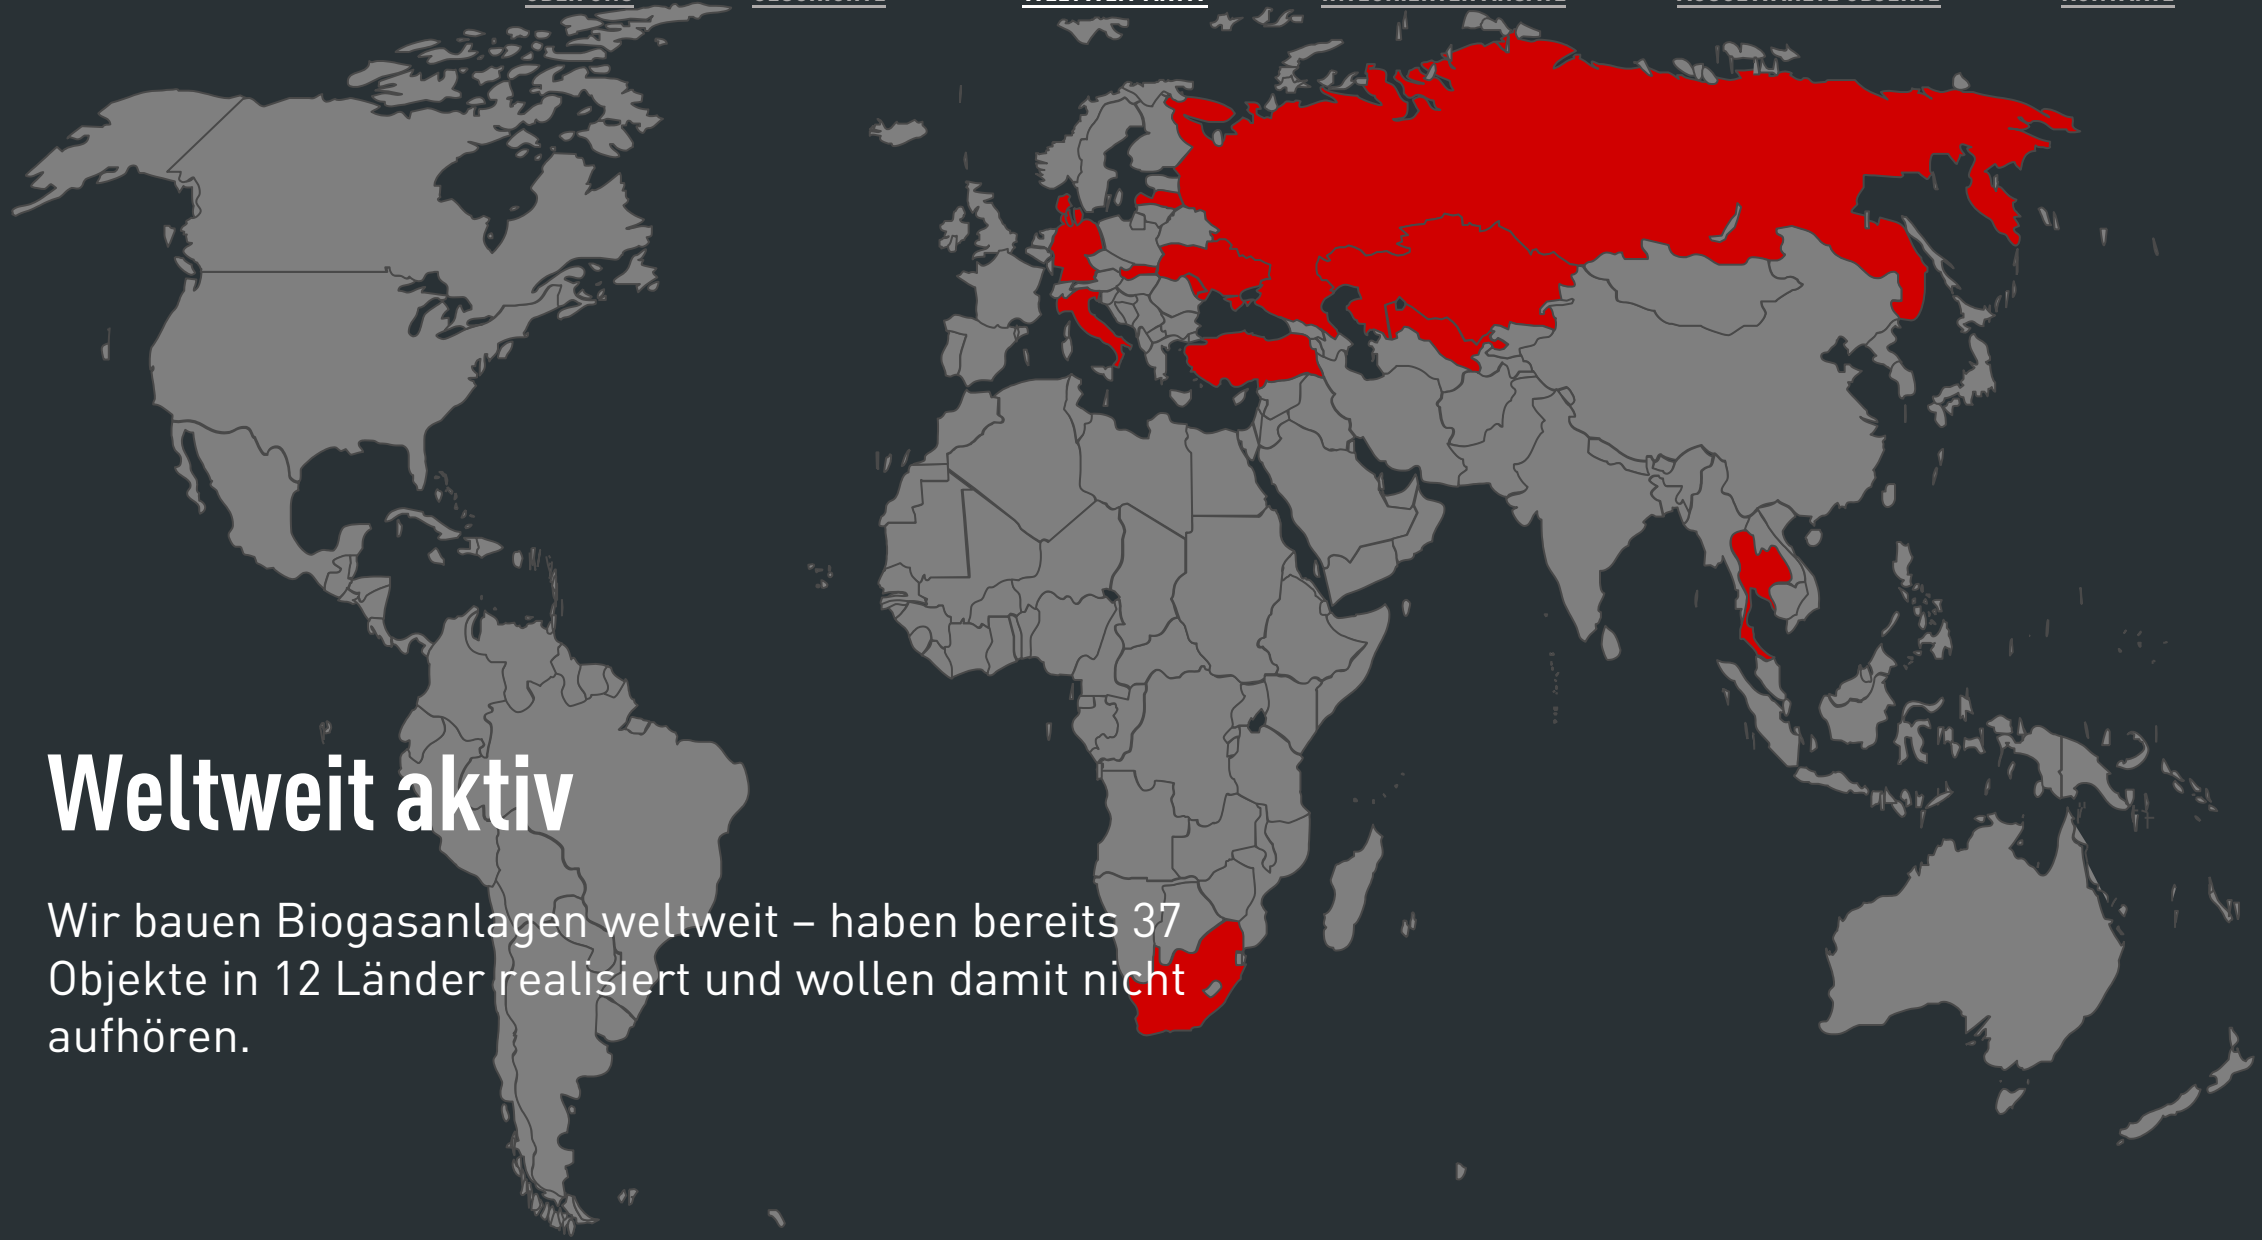 Weltweit aktiv
Wir bauen Biogasanlagen weltweit – haben bereits 37
Objekte in 12 Länder realisiert und wollen damit nicht
aufhören.